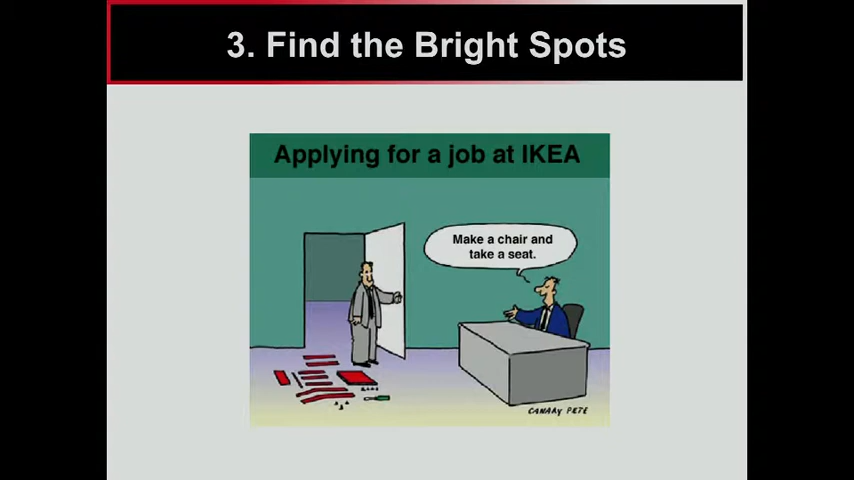 3. Find the Bright Spots
Applying for a job at IKEA
Make a chair and
take a seat.
CANARY PETE